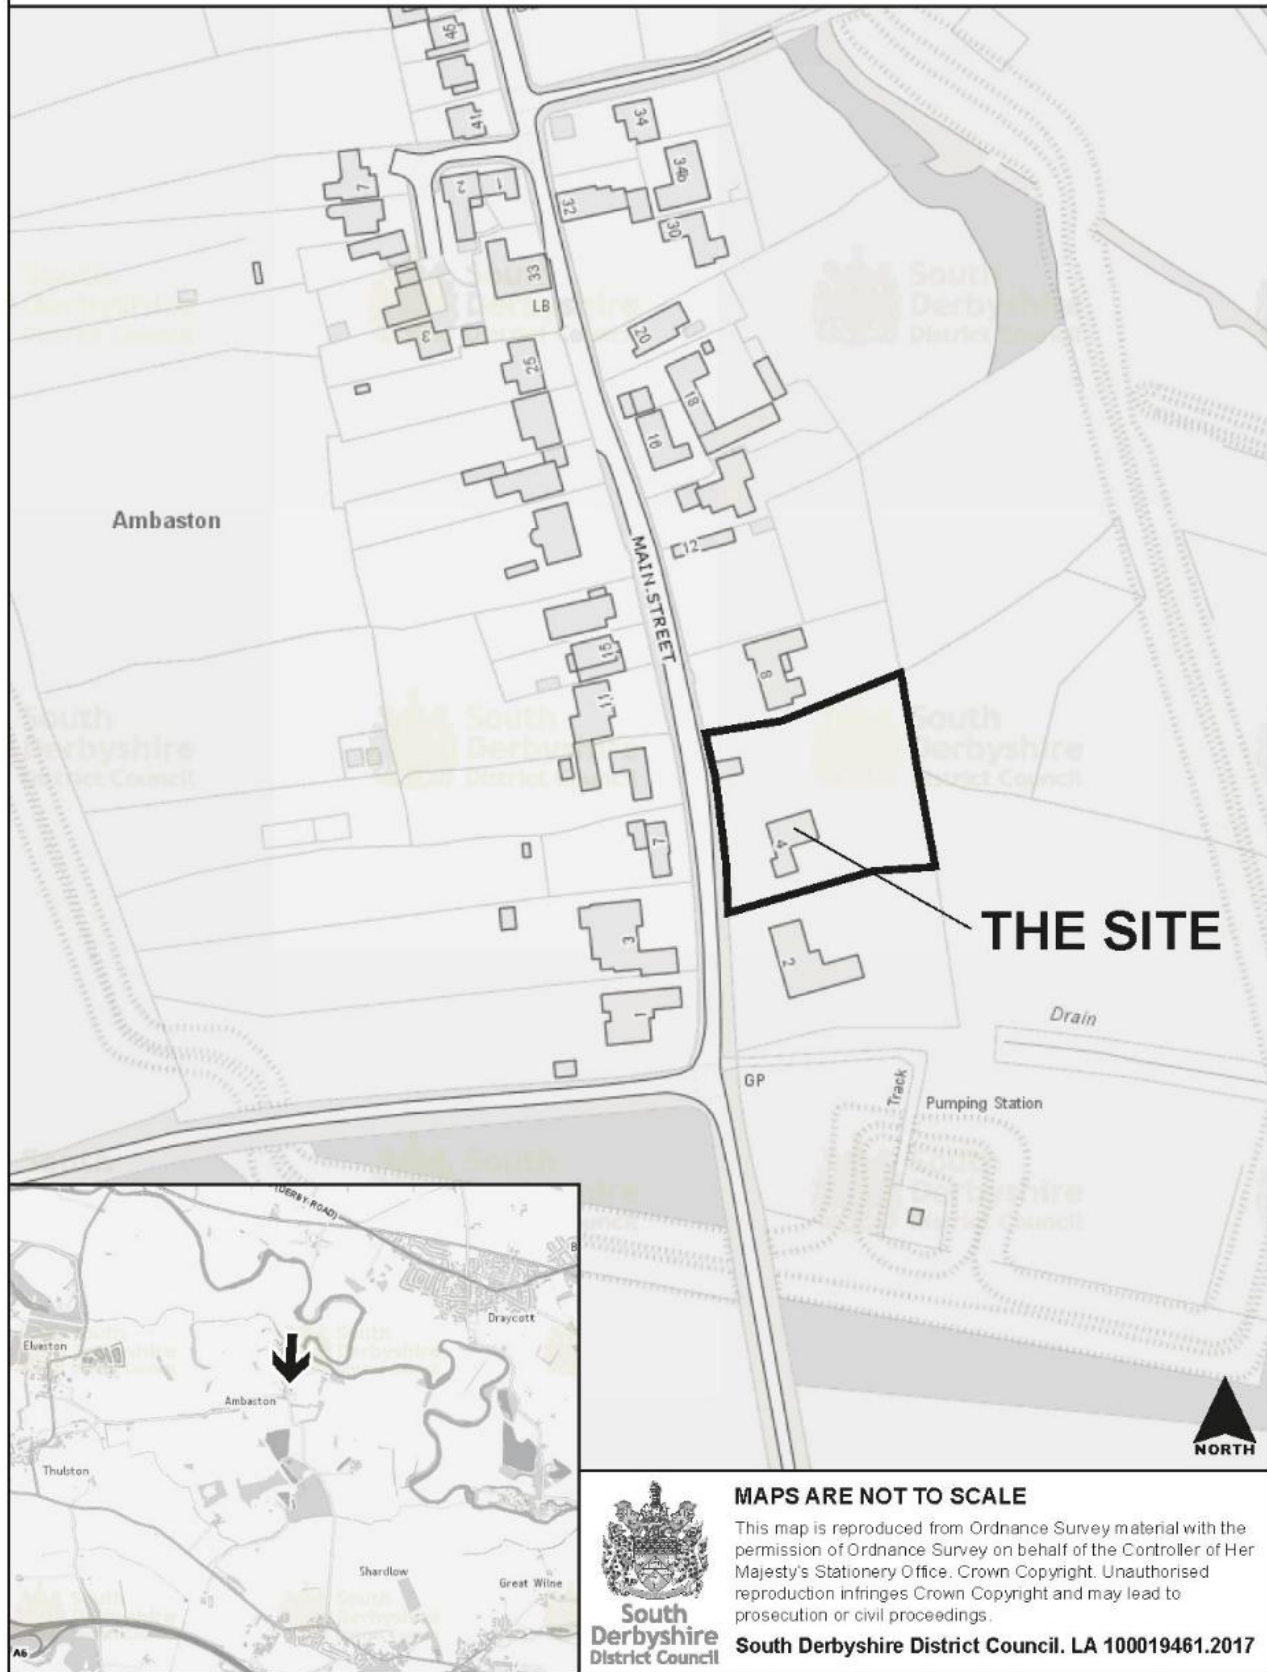 45
41
34
34b
7
2
1
32
30
33
LB
3
25
20
18
16
Ambaston
12
MAIN STREET
15
8
11
4
7
THE SITE
3
2
1
Drain
GP
Track
Pumping Station
(DERBY ROAD)
Draycott
Elvaston
Ambaston
Thulston
Shardlow
Great Wilne
A6
NORTH
MAPS ARE NOT TO SCALE
This map is reproduced from Ordnance Survey material with the
permission of Ordnance Survey on behalf of the Controller of Her
Majesty's Stationery Office. Crown Copyright. Unauthorised
reproduction infringes Crown Copyright and may lead to
prosecution or civil proceedings.
South
Derbyshire
District Council
South Derbyshire District Council. LA 100019461.2017